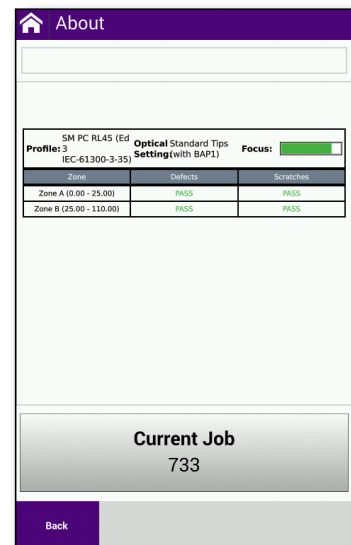 About
Profile: SM PC RL45 (Ed 3 IEC-61300-3-35) Optical Setting: Standard Tips (with BAP1) Focus:
Zone Defects Scratches
Zone A (0.00 - 25.00) PASS PASS
Zone B (25.00 - 110.00) PASS PASS
Current Job
733
Back